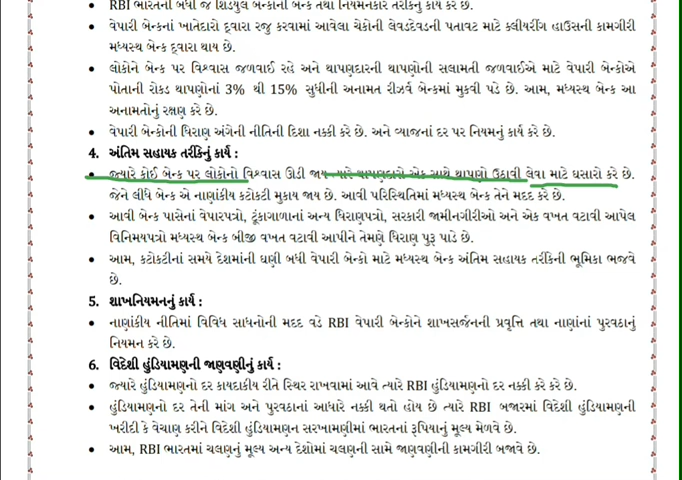 RBI ભારતની બધી જ શિડ્યુલ બેન્કોની બેન્ક તથા નિયમનકાર તરીકેનું કાર્ય કરે છે.
• વેપારી બેન્કનાં ખાતેદારો દ્વારા રજુ કરવામાં આવેલા ચેકોની લેવડદેવડની પતાવટ માટે ક્લીયરીંગ હાઉસની કામગીરી
મધ્યસ્થ બેન્ક દ્વારા થાય છે.
• લોકોને બેન્ક પર વિશ્વાસ જળવાઈ રહે અને થાપણદારની થાપણોની સલામતી જળવાઈએ માટે વેપારી બેન્કોએ
પોતાની રોકડ થાપણોનાં 3% થી 15% સુધીની અનામત રીઝર્વ બેન્કમાં મુકવી પડે છે. આમ, મધ્યસ્થ બેન્ક આ
અનામતોનું રક્ષણ કરે છે.
• વેપારી બેન્કોની ધિરાણ અંગેની નીતિની દિશા નક્કી કરે છે. અને વ્યાજનાં દર પર નિયમનું કાર્ય કરે છે.
4. અંતિમ સહાયક તરીકેનું કાર્ય :
• જ્યારે કોઈ બેન્ક પર લોકોનો વિશ્વાસ ઊડી જાય ત્યારે થાપણદારો એક સાથે થાપણો ઉઠાવી લેવા માટે ધસારો કરે છે.
જેને લીધે બેન્ક એ નાણાંકીય કટોકટી મુકાય જાય છે. આવી પરિસ્થિતિમાં મધ્યસ્થ બેન્ક તેને મદદ કરે છે.
• આવી બેન્ક પાસેનાં વેપારપત્રો, ટૂંકાગાળાનાં અન્ય ધિરાણપત્રો, સરકારી જામીનગીરીઓ અને એક વખત વટાવી આપેલ
વિનિમયપત્રો મધ્યસ્થ બેન્ક બીજી વખત વટાવી આપીને તેમણે ધિરાણ પુરૂ પાડે છે.
• આમ, કટોકટીનાં સમયે દેશમાંની ઘણી બધી વેપારી બેન્કો માટે મધ્યસ્થ બેન્ક અંતિમ સહાયક તરીકેની ભૂમિકા ભજવે
છે.
5. શાખનિયમનનું કાર્ય :
• નાણાંકીય નીતિમાં વિવિધ સાધનોની મદદ વડે RBI વેપારી બેન્કોને શાખસર્જનની પ્રવૃત્તિ તથા નાણાંનાં પુરવઠાનું
નિયમન કરે છે.
6. વિદેશી હુંડિયામણની જાણવણીનું કાર્ય :
• જ્યારે હુંડિયામણનો દર કાયદાકીય રીતે સ્થિર રાખવામાં આવે ત્યારે RBI હુંડિયામણનો દર નક્કી કરે કરે છે.
• હુંડિયામણનો દર તેની માંગ અને પુરવઠાનાં આધારે નક્કી થતો હોય છે ત્યારે RBI બજારમાં વિદેશી હુંડિયામણની
ખરીદી કે વેચાણ કરીને વિદેશી હુંડિયામણન સરખામણીમાં ભારતનાં રૂપિયાનું મૂલ્ય મેળવે છે.
• આમ, RBI ભારતમાં ચલણનું મૂલ્ય અન્ય દેશોમાં ચલણની સામે જાણવણીની કામગીરી બજાવે છે.